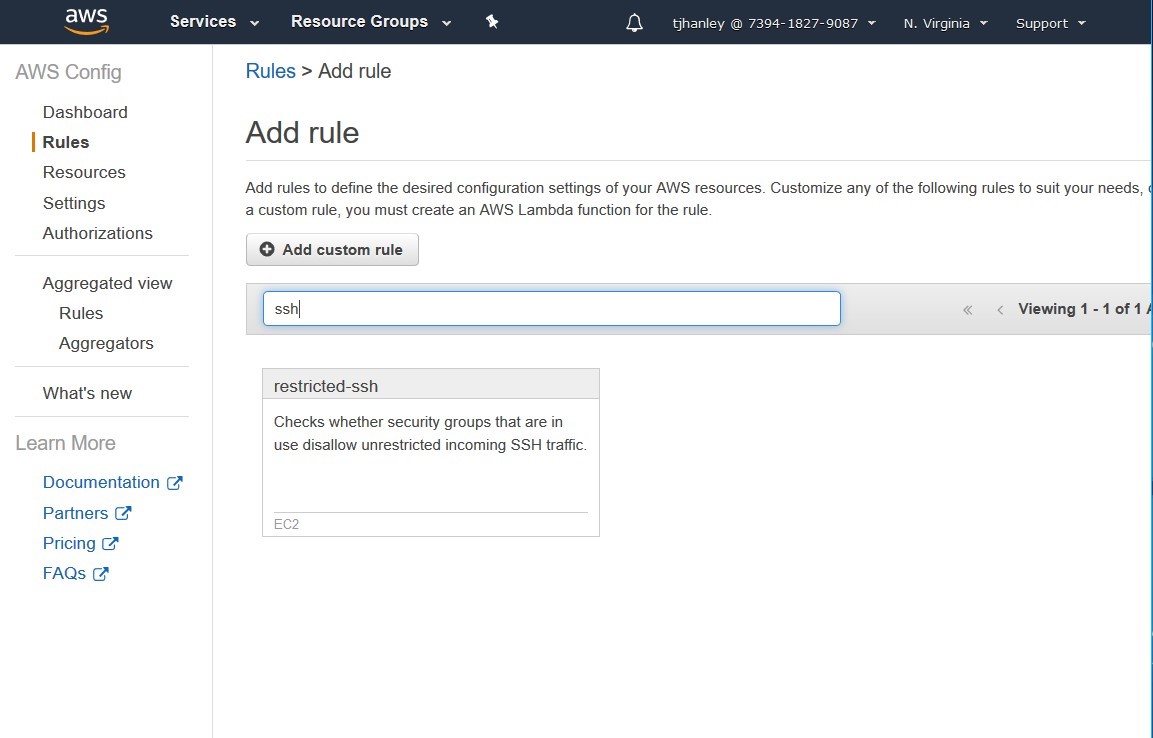 aws Services Resource Groups tjhanley @ 7394-1827-9087 N. Virginia Support
AWS Config
Dashboard
Rules
Resources
Settings
Authorizations
Aggregated view
Rules
Aggregators
What's new
Learn More
Documentation
Partners
Pricing
FAQs
Rules > Add rule
Add rule
Add rules to define the desired configuration settings of your AWS resources. Customize any of the following rules to suit your needs,
a custom rule, you must create an AWS Lambda function for the rule.
Add custom rule
ssh
« ‹ Viewing 1 - 1 of 1
restricted-ssh
Checks whether security groups that are in
use disallow unrestricted incoming SSH traffic.
EC2